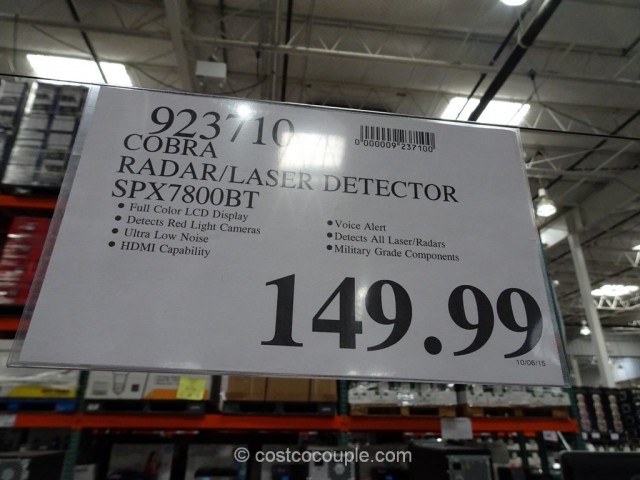 923710
0000009237100
COBRA
RADAR/LASER DETECTOR
SPX7800BT
• Full Color LCD Display
• Detects Red Light Cameras
• Ultra Low Noise
• HDMI Capability
• Voice Alert
• Detects All Laser/Radars
• Military Grade Components
149.99
10/06/15
© costcocouple.com